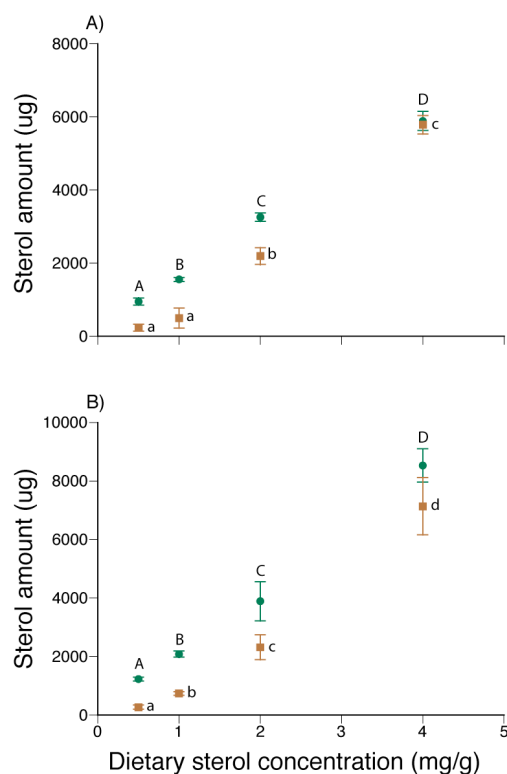 A)
8000
6000
4000
2000
0
Sterol amount (ug)
A
B
C
D
a
a
b
c
B)
10000
8000
6000
4000
2000
0
Sterol amount (ug)
A
B
C
D
a
b
c
d
0 1 2 3 4 5
Dietary sterol concentration (mg/g)